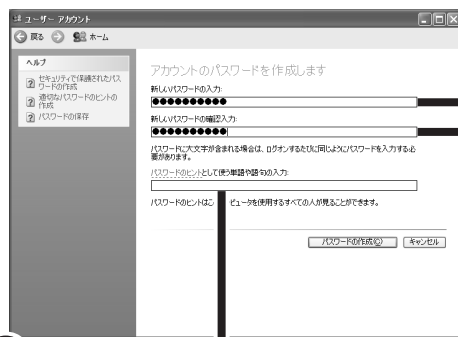 ユーザー アカウント
戻る
ホーム
ヘルプ
セキュリティで保護されたパス
ワードの作成
適切なパスワードのヒントの
作成
パスワードの保存
アカウントのパスワードを作成します
新しいパスワードの入力:
●●●●●●●●●●
新しいパスワードの確認入力:
●●●●●●●●●●
パスワードに大文字が含まれる場合は、ログオンするたびに同じようにパスワードを入力する必
要があります。
パスワードのヒントとして使う単語や語句の入力:
パスワードのヒントはこ ピュータを使用するすべての人が見ることができます。
パスワードの作成(C)
キャンセル